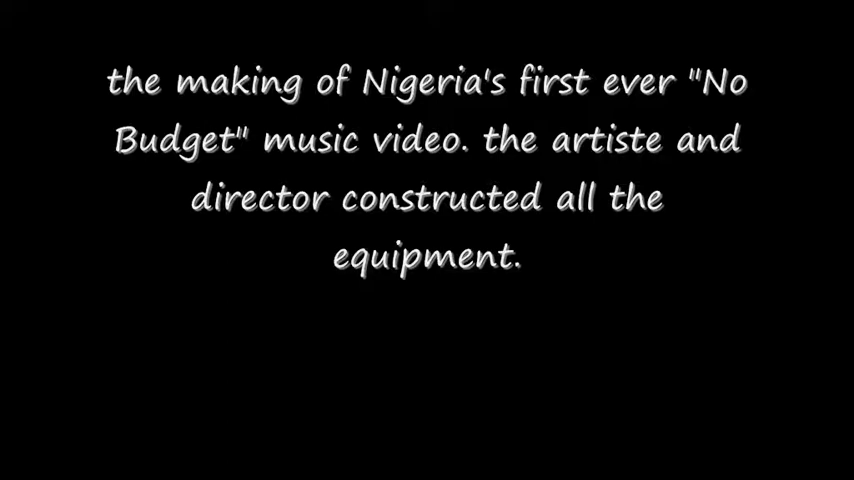 the making of Nigeria's first ever "No
Budget" music video. the artiste and
director constructed all the
equipment.